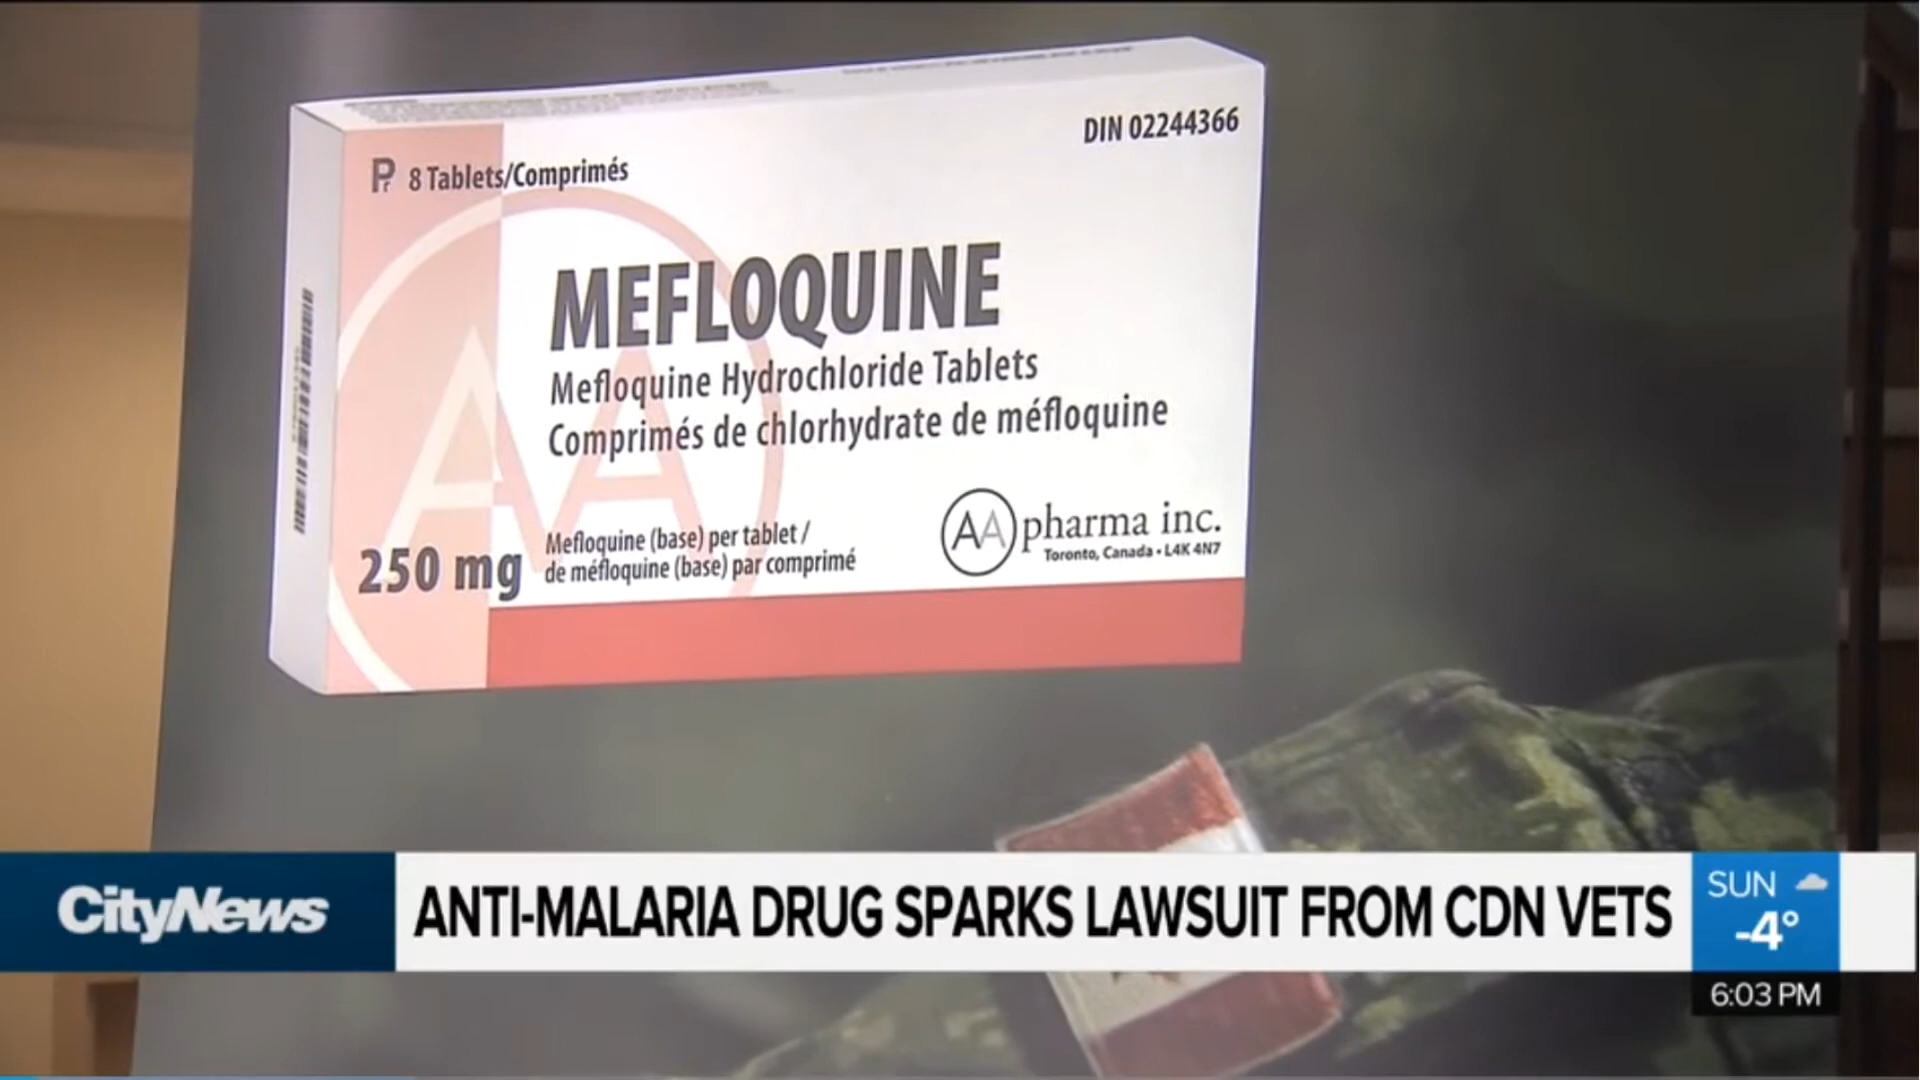 DIN 02244366
Pr 8 Tablets/Comprimés
MEFLOQUINE
Mefloquine Hydrochloride Tablets
Comprimés de chlorhydrate de méfloquine
AA
250 mg
Mefloquine (base) per tablet /
de méfloquine (base) par comprimé
AA pharma inc.
Toronto, Canada • L4K 4N7
CityNews
ANTI-MALARIA DRUG SPARKS LAWSUIT FROM CDN VETS
SUN
-4°
6:03 PM